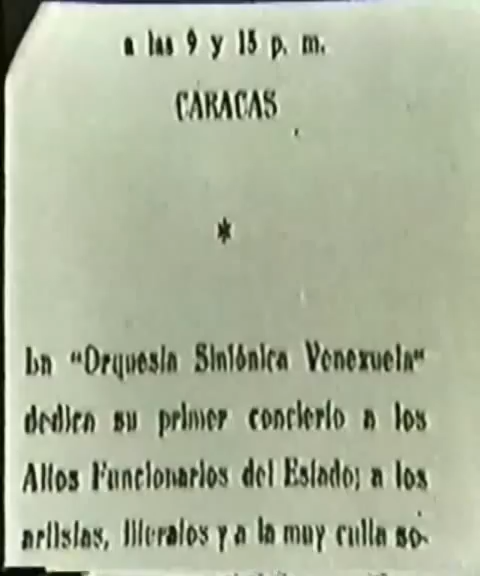 a las 9 y 15 p. m.
CARACAS
*
La "Orquesta Sinfónica Venezuela"
dedica su primer concierto a los
Altos Funcionarios del Estado; a los
artistas, literatos y a la muy culta so-